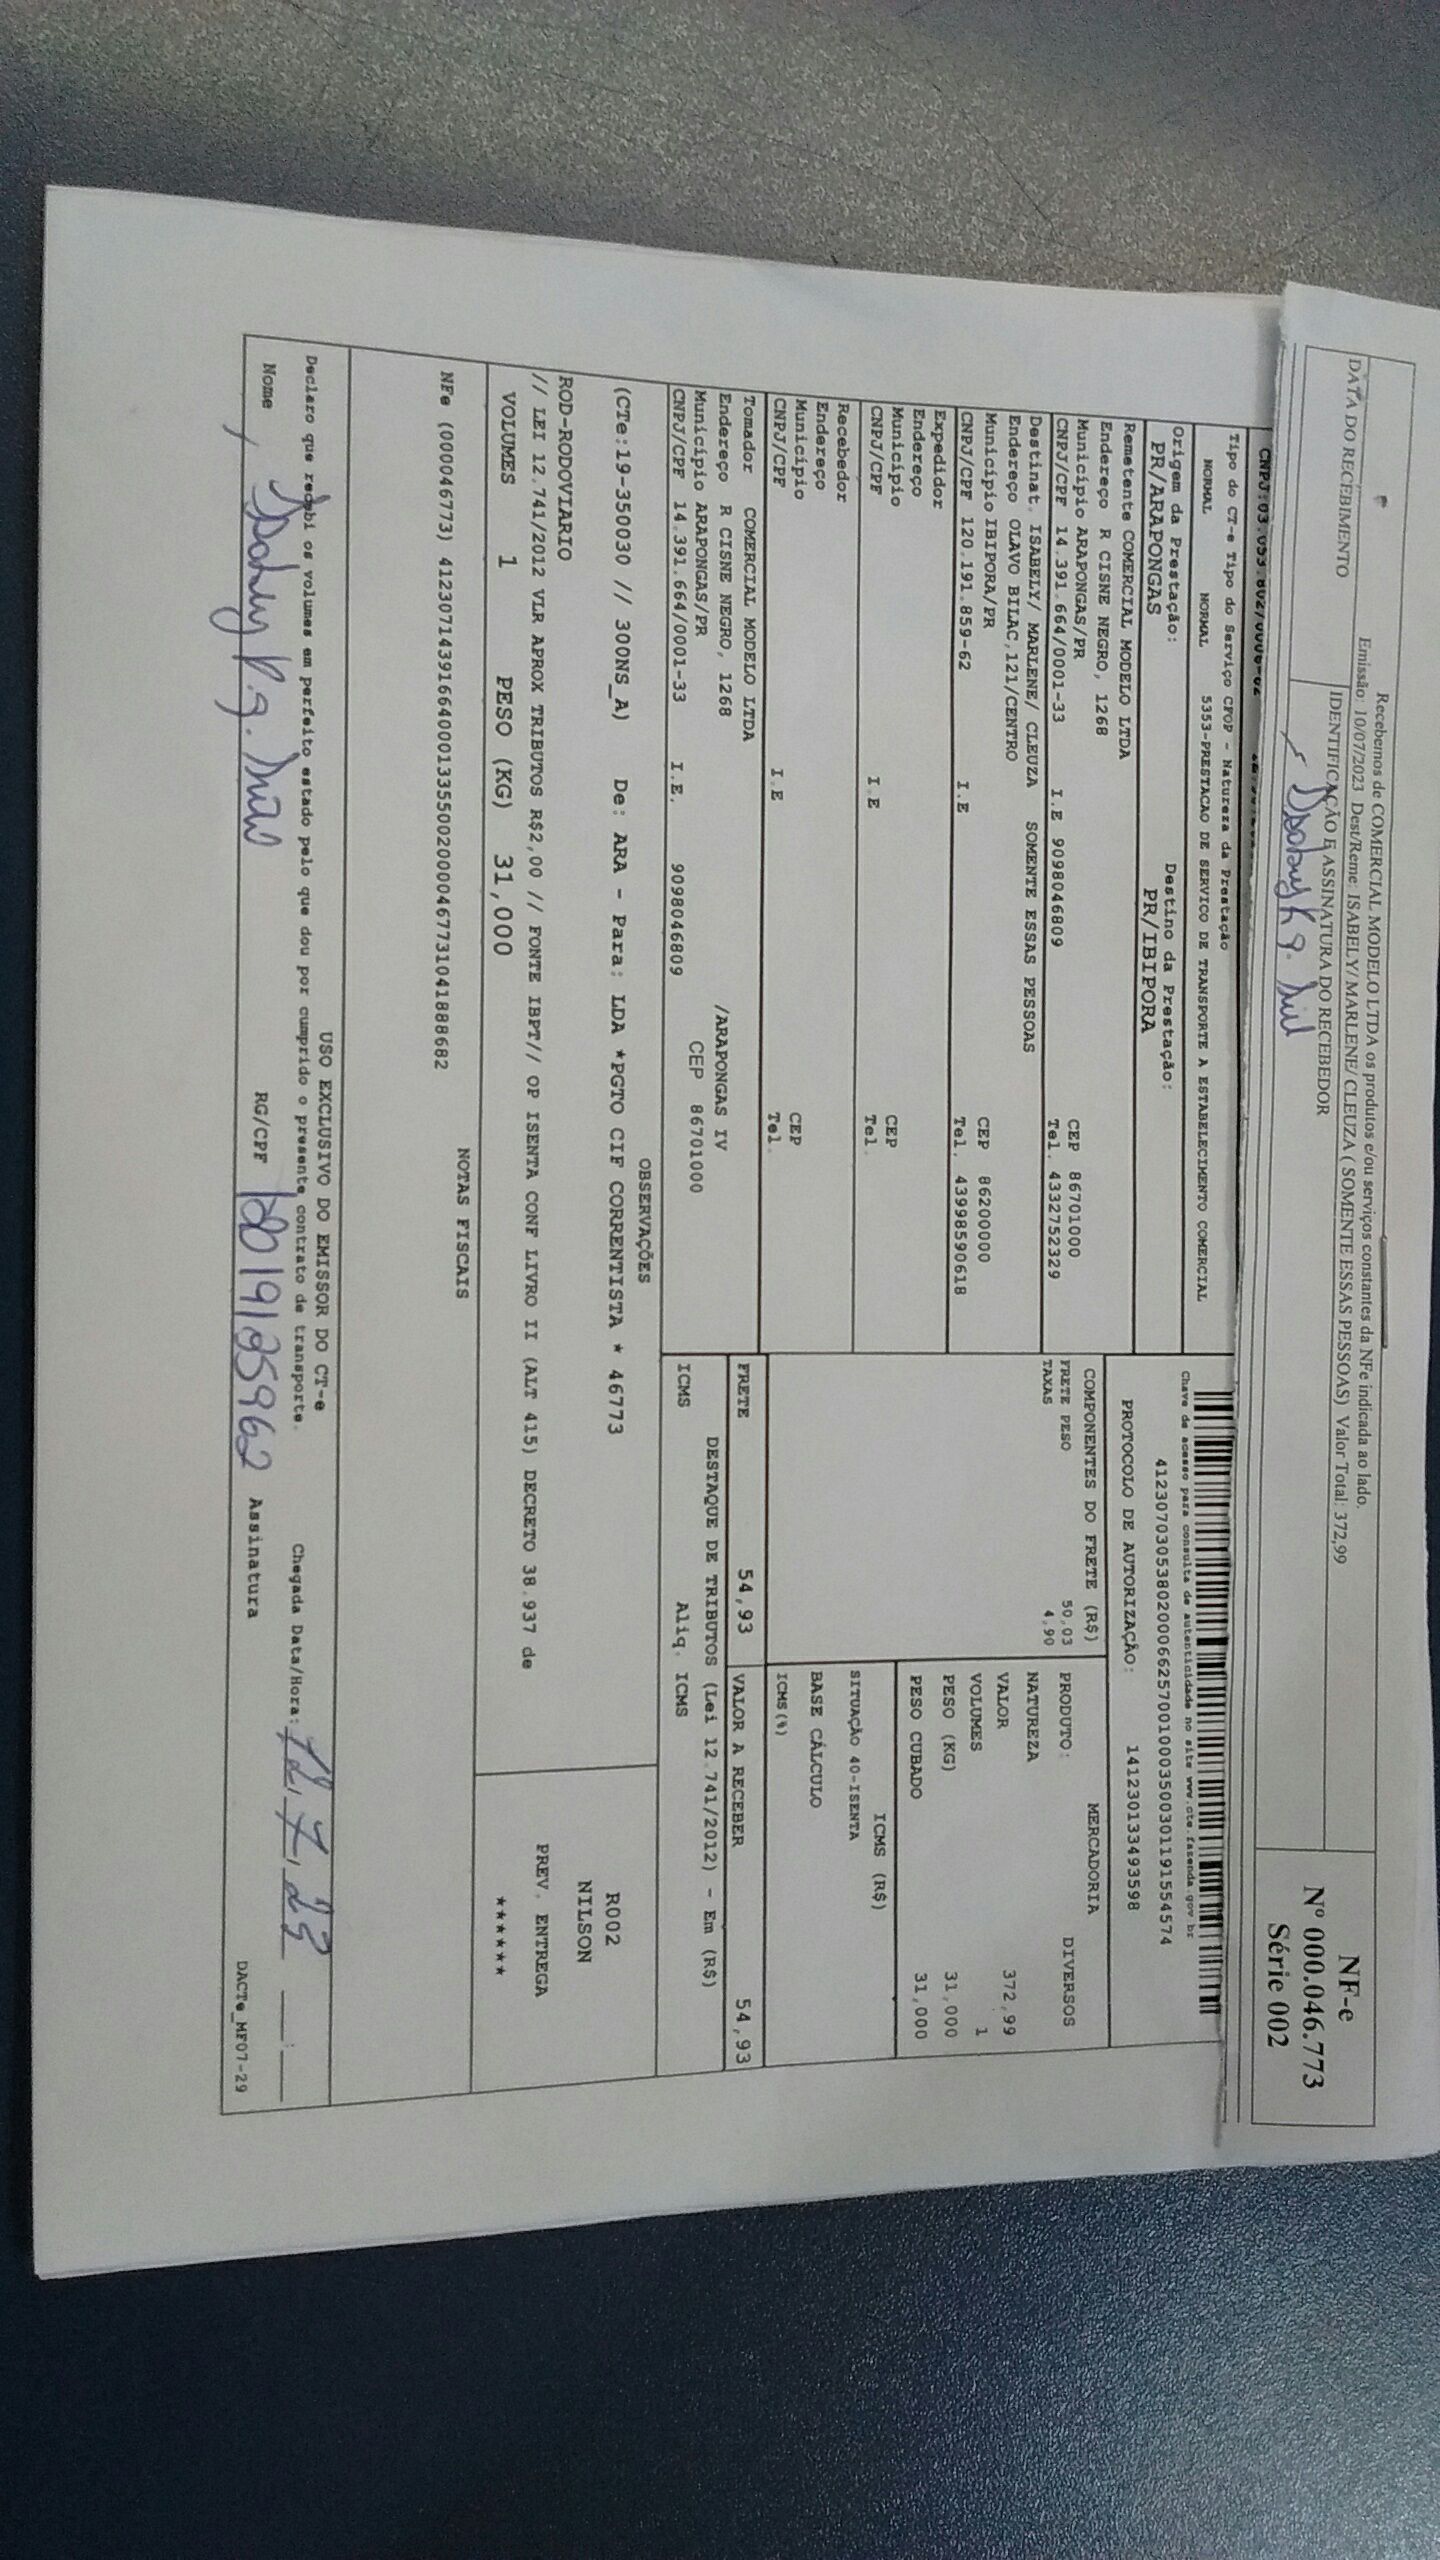 Recebemos de COMERCIAL MODELO LTDA os produtos e/ou serviços constantes da NFe indicada ao lado.
Emissão: 10/07/2023 Dest/Reme: ISABELY/ MARLENE/ CLEUZA ( SOMENTE ESSAS PESSOAS) Valor Total: 372,99
DATA DO RECEBIMENTO
IDENTIFICAÇÃO E ASSINATURA DO RECEBEDOR
NF-e
Nº 000.046.773
Série 002
Tipo do CT-e Tipo do Serviço CFOP - Natureza da Prestação
NORMAL NORMAL 5353-PRESTACAO DE SERVICO DE TRANSPORTE A ESTABELECIMENTO COMERCIAL
Origem da Prestação: Destino da Prestação:
PR/ARAPONGAS PR/IBIPORA
Chave de acesso para consulta de autenticidade no site www.cte.fazenda.gov.br
41230703053802000662570010003500301191554574
PROTOCOLO DE AUTORIZAÇÃO: 141230133493598
Remetente COMERCIAL MODELO LTDA
Endereço R CISNE NEGRO, 1268
Município ARAPONGAS/PR CEP 86701000
CNPJ/CPF 14.391.664/0001-33 I.E 9098046809 Tel. 4332752329
Destinat. ISABELY/ MARLENE/ CLEUZA SOMENTE ESSAS PESSOAS
Endereço OLAVO BILAC,121/CENTRO
Município IBIPORA/PR CEP 86200000
CNPJ/CPF 120.191.859-62 I.E Tel. 43998590618
Expedidor
Endereço
Município CEP
CNPJ/CPF I.E Tel.
Recebedor
Endereço
Município CEP
CNPJ/CPF I.E Tel.
Tomador COMERCIAL MODELO LTDA
Endereço R CISNE NEGRO, 1268 /ARAPONGAS IV
Município ARAPONGAS/PR CEP 86701000
CNPJ/CPF 14.391.664/0001-33 I.E. 9098046809
COMPONENTES DO FRETE (R$)
FRETE PESO 50,03
TAXAS 4,90
MERCADORIA
PRODUTO: DIVERSOS
NATUREZA
VALOR 372,99
VOLUMES 1
PESO (KG) 31,000
PESO CUBADO 31,000
ICMS (R$)
SITUAÇÃO 40-ISENTA
BASE CÁLCULO
ICMS(%)
FRETE 54,93 VALOR A RECEBER 54,93
DESTAQUE DE TRIBUTOS (Lei 12.741/2012) - Em (R$)
ICMS Aliq. ICMS
OBSERVAÇÕES
(CTe:19-350030 // 300NS_A) De: ARA - Para: LDA *PGTO CIF CORRENTISTA * 46773
ROD-RODOVIARIO
// LEI 12.741/2012 VLR APROX TRIBUTOS R$2,00 // FONTE IBPT// OP ISENTA CONF LIVRO II (ALT 415) DECRETO 38.937 de
R002
NILSON
VOLUMES 1 PESO (KG) 31,000
PREV. ENTREGA
******
NOTAS FISCAIS
NFe (000046773) 41230714391664000133550020000467731041888682
USO EXCLUSIVO DO EMISSOR DO CT-e
Declaro que recebi os volumes em perfeito estado pelo que dou por cumprido o presente contrato de transporte. Chegada Data/Hora: 12/7/23 __:__
Nome RG/CPF 12019185962 Assinatura
DACTe_MF07-29